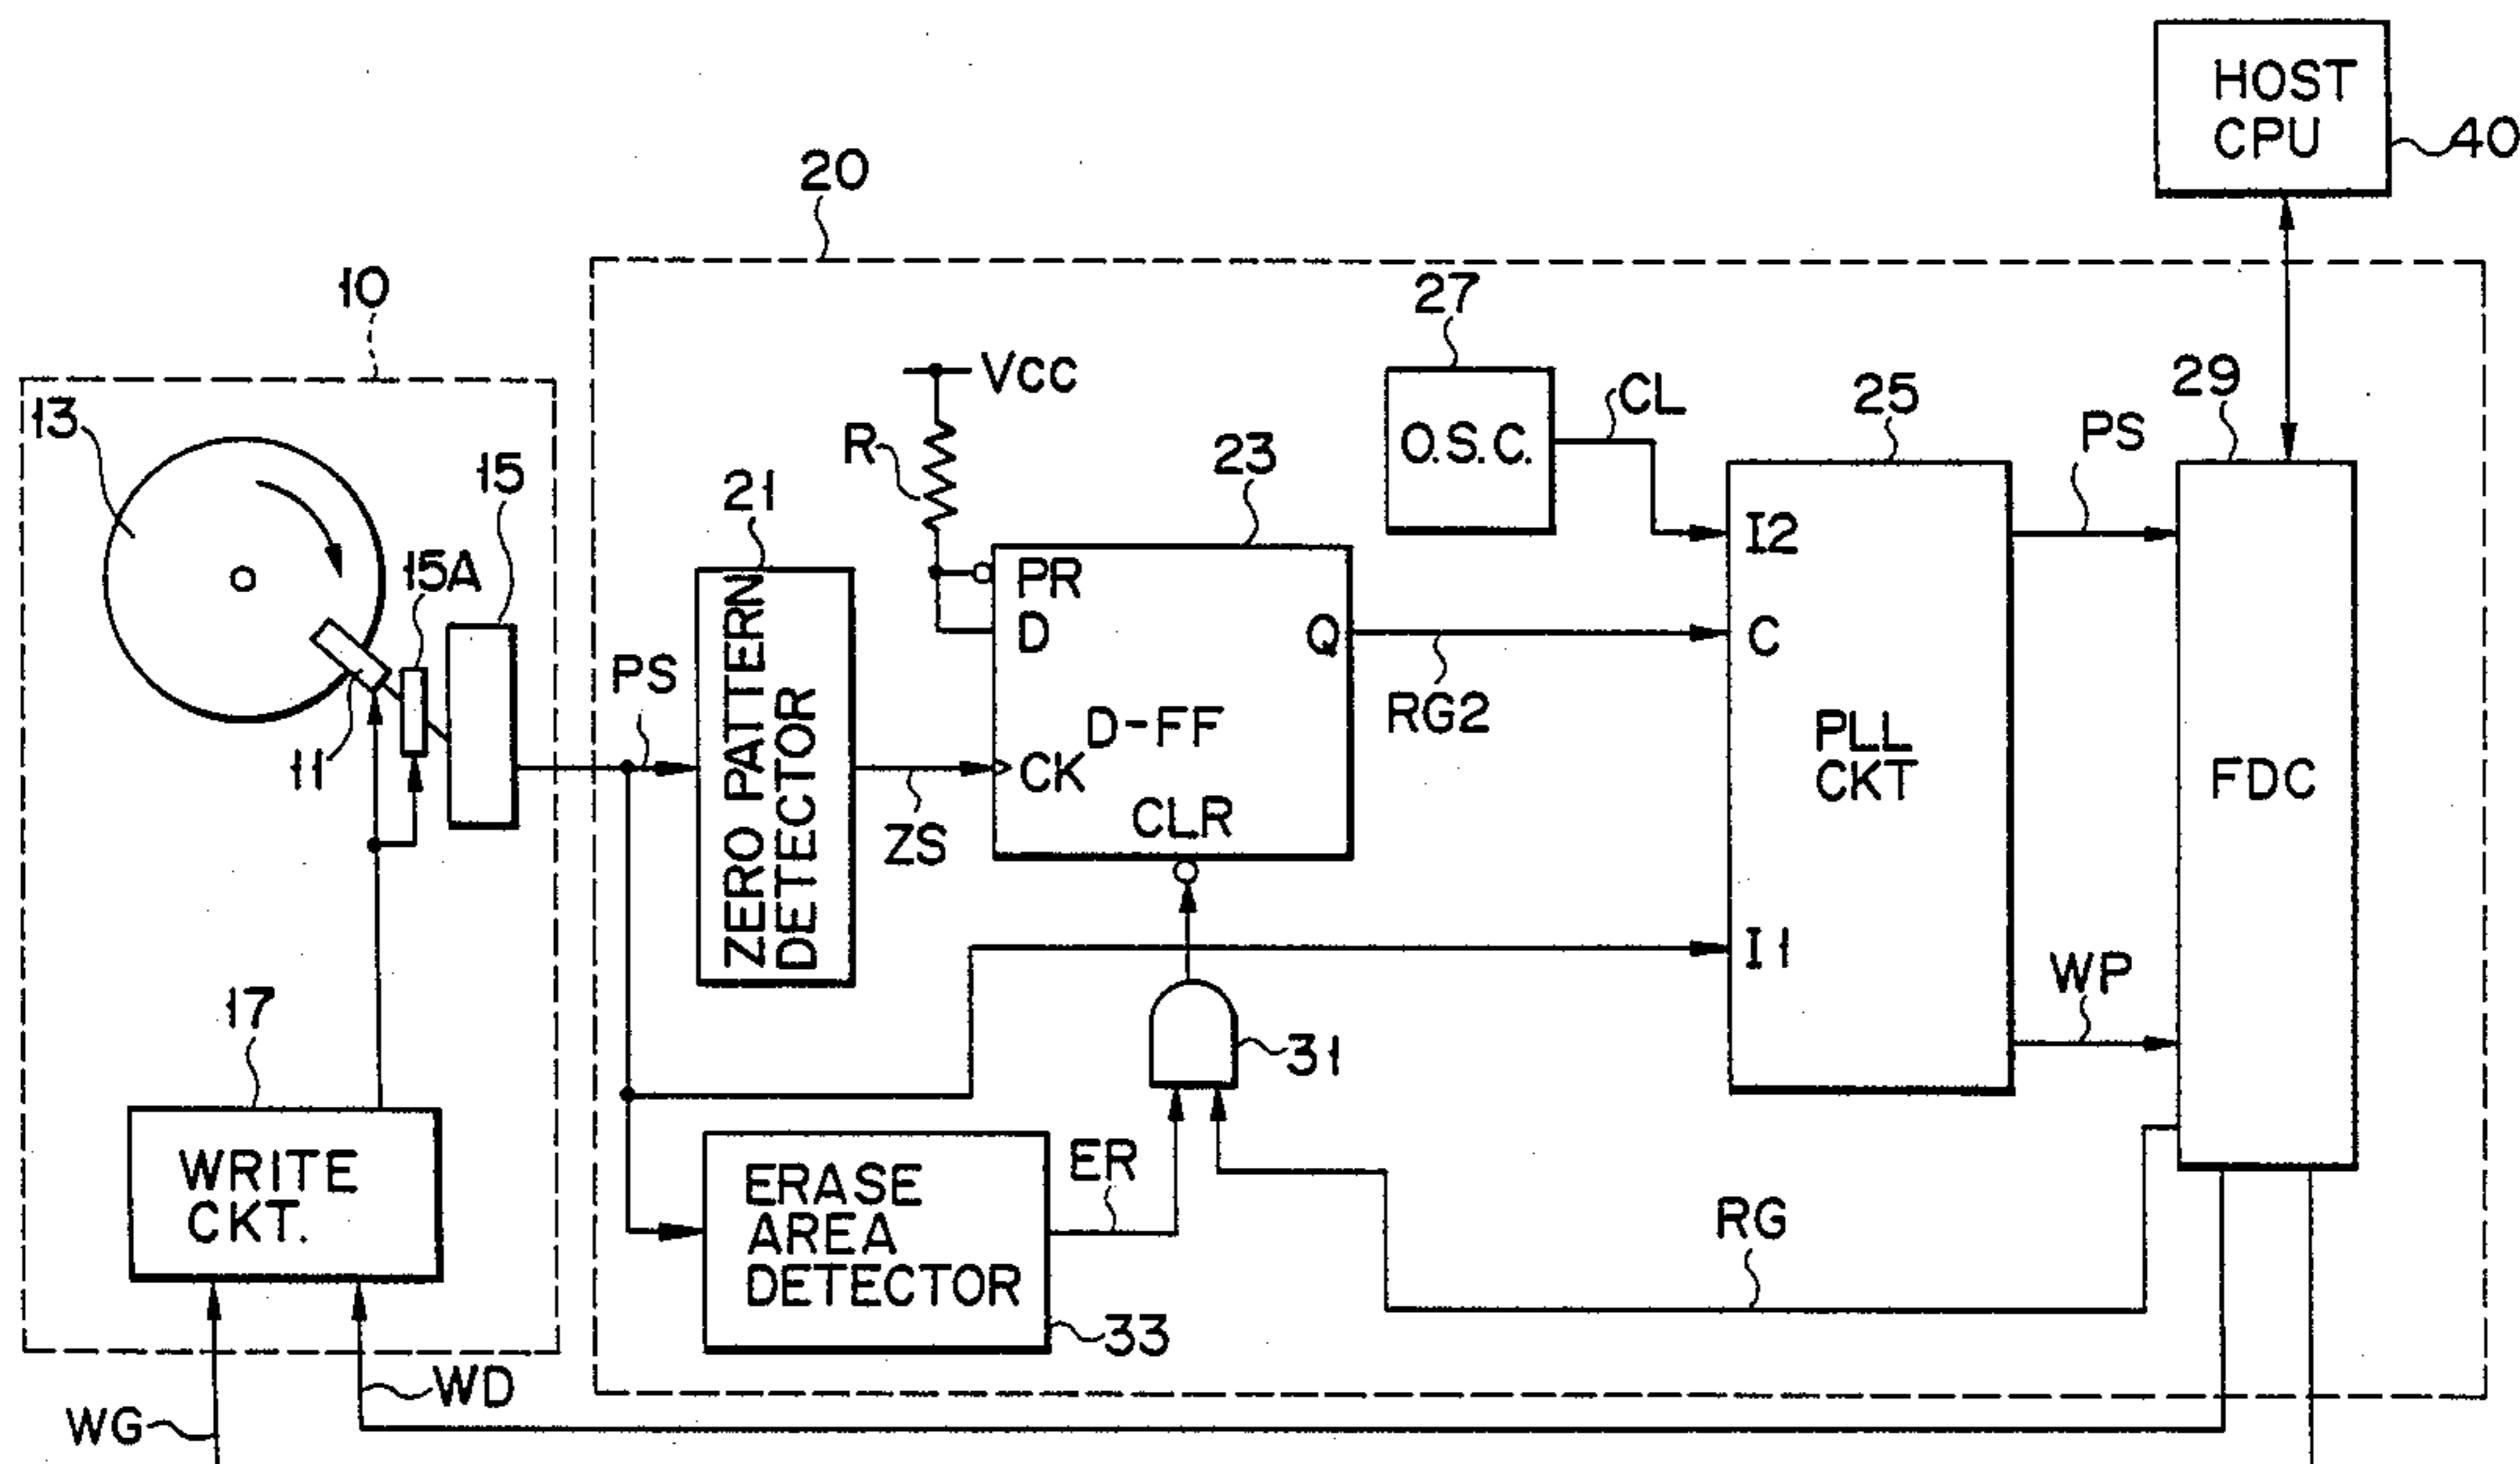 HOST
CPU
40
20
10
27
VCC
29
13
CL
25
PS
R
O.S.C.
23
15
21
I2
15A
PR
D
Q
C
PS
RG2
D-FF
PLL
CKT
FDC
11
CK
ZERO PATTERN
DETECTOR
CLR
ZS
I1
WP
17
31
WRITE
CKT.
ERASE
AREA
DETECTOR
ER
RG
33
WD
WG